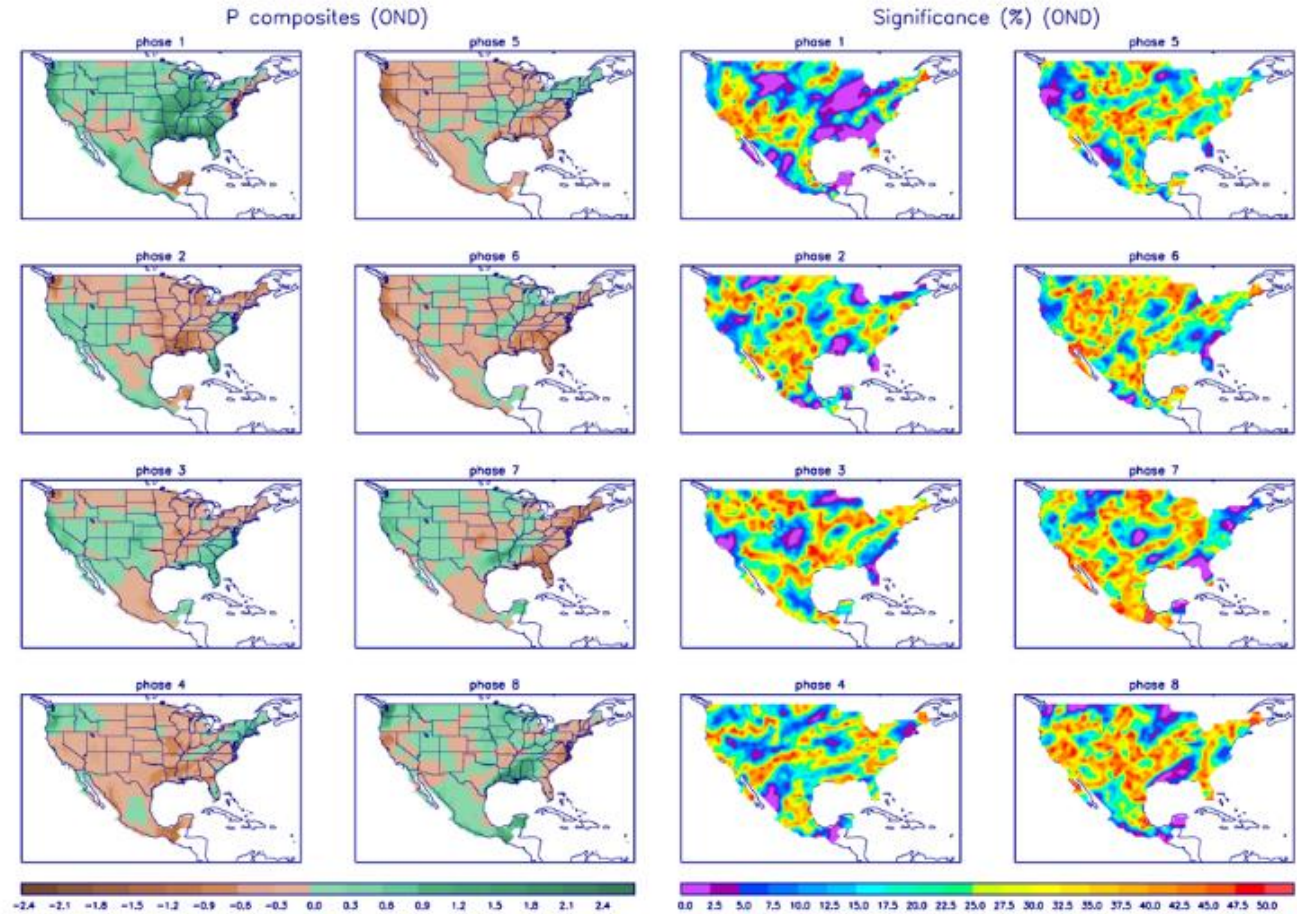 P composites (OND)
Significance (%) (OND)
phase 1
phase 5
phase 1
phase 5
phase 2
phase 6
phase 2
phase 6
phase 3
phase 7
phase 3
phase 7
phase 4
phase 8
phase 4
phase 8
-2.4 -2.1 -1.8 -1.5 -1.2 -0.9 -0.6 -0.3 0.0 0.3 0.6 0.9 1.2 1.5 1.8 2.1 2.4
0.0 2.5 5.0 7.5 10.0 12.5 15.0 17.5 20.0 22.5 25.0 27.5 30.0 32.5 35.0 37.5 40.0 42.5 45.0 47.5 50.0